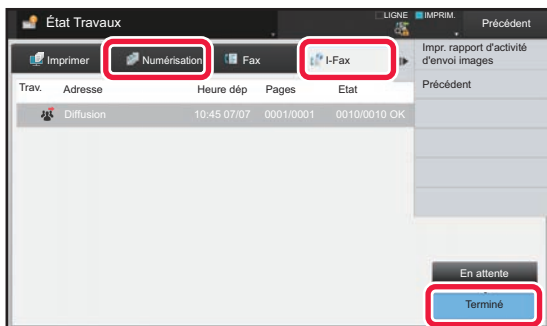 État Travaux
LIGNE
IMPRIM.
Précédent
Imprimer
Numérisation
Fax
I-Fax
Impr. rapport d'activité
d'envoi images
Précédent
Trav. Adresse Heure dép Pages Etat
Diffusion 10:45 07/07 0001/0001 0010/0010 OK
En attente
Terminé